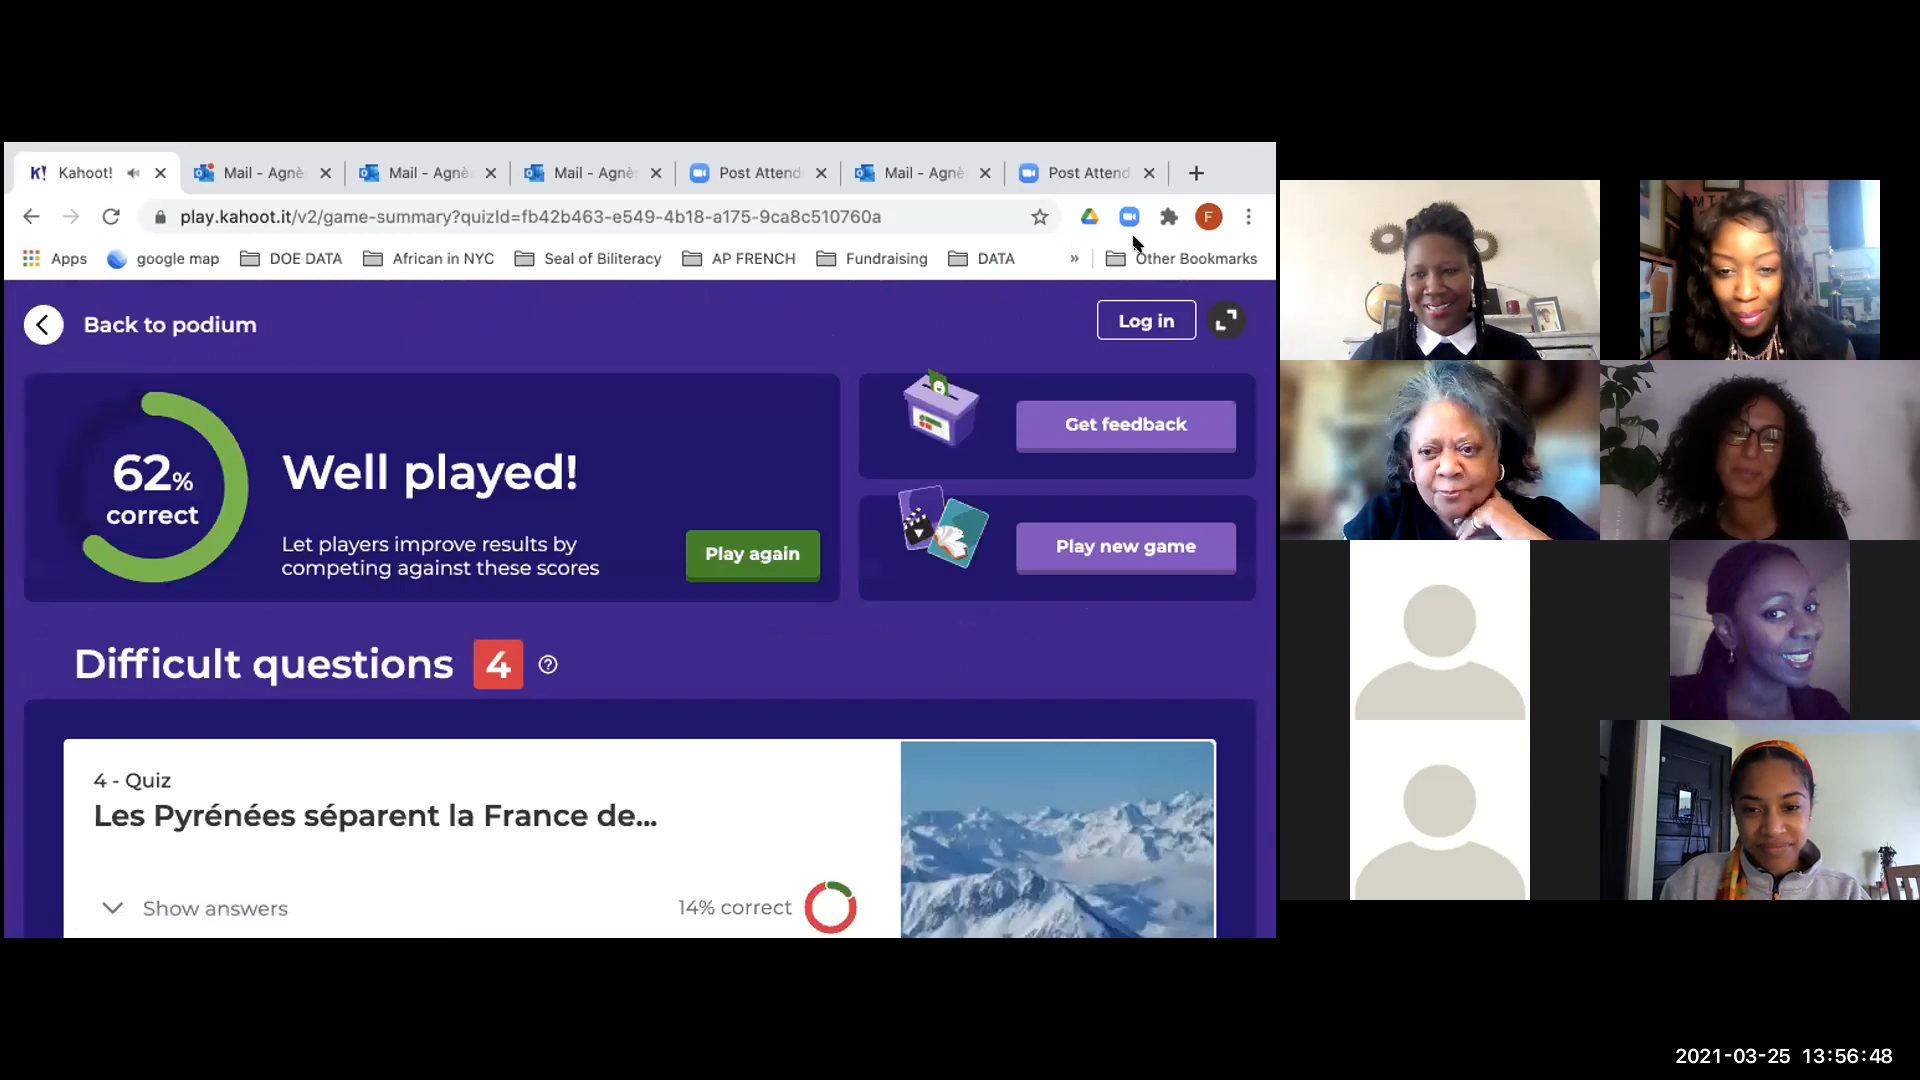 K! Kahoot!
Mail - Agnè
Mail - Agnè
Mail - Agnè
Post Attend
Mail - Agnè
Post Attend
play.kahoot.it/v2/game-summary?quizId=fb42b463-e549-4b18-a175-9ca8c510760a
F
Apps
google map
DOE DATA
African in NYC
Seal of Biliteracy
AP FRENCH
Fundraising
DATA
»
Other Bookmarks
Back to podium
Log in
62%
correct
Well played!
Let players improve results by
competing against these scores
Play again
Get feedback
Play new game
Difficult questions 4
4 - Quiz
Les Pyrénées séparent la France de...
Show answers
14% correct
2021-03-25 13:56:48